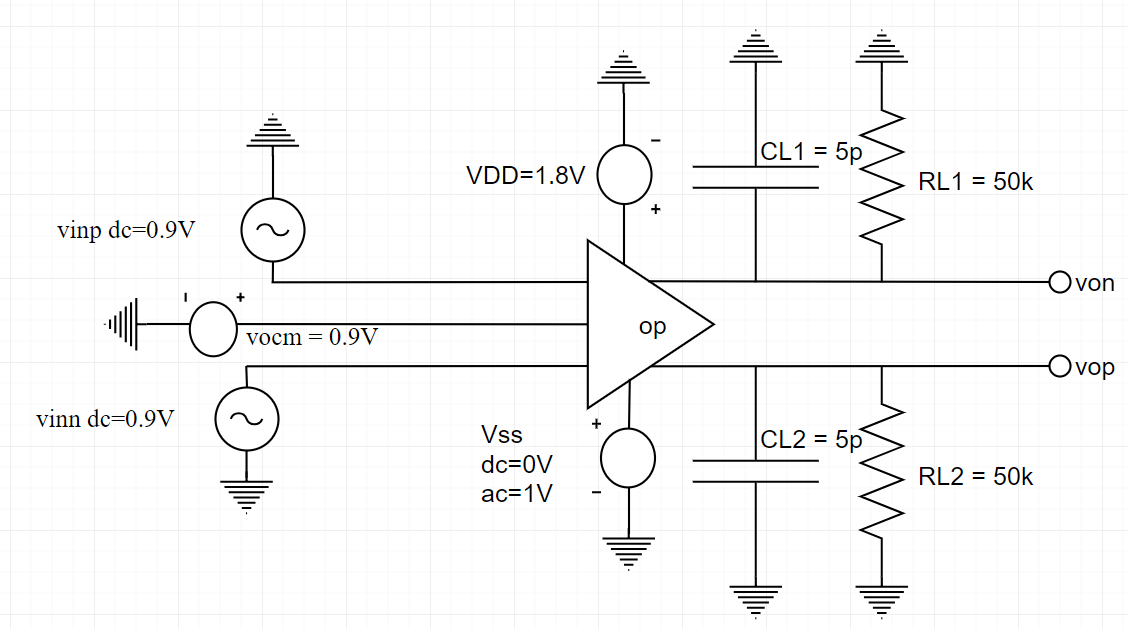 CL1 = 5p
VDD=1.8V
-
+
RL1 = 50k
vinp dc=0.9V
von
- +
op
vocm = 0.9V
vop
vinn dc=0.9V
+
Vss
dc=0V
ac=1V
-
CL2 = 5p
RL2 = 50k